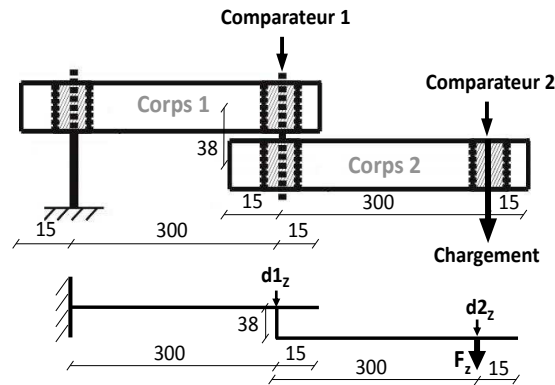 Comparateur 1
Comparateur 2
Corps 1
38
Corps 2
15
300
15
15
300
15
Chargement
d1z
d2z
38
Fz
300
15
300
15